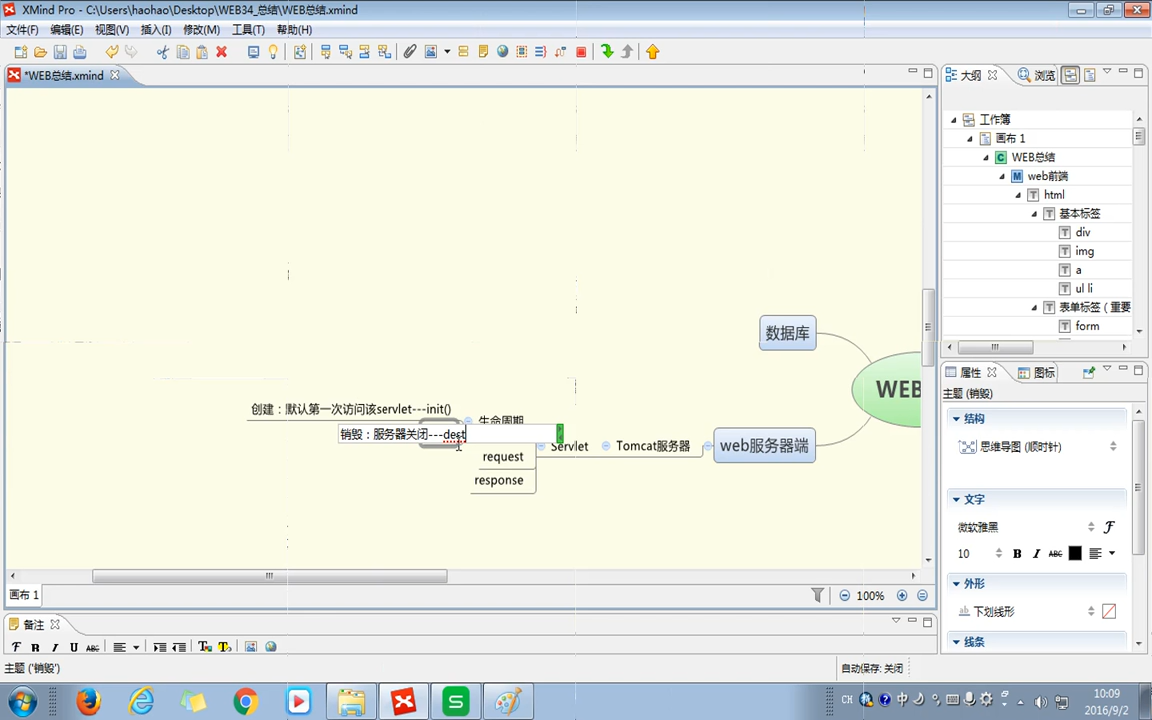 XMind Pro - C:\Users\haohao\Desktop\WEB34_总结\WEB总结.xmind
文件(F) 编辑(E) 视图(V) 插入(I) 修改(M) 工具(T) 帮助(H)
*WEB总结.xmind
大纲
浏览
工作簿
画布 1
WEB总结
web前端
html
基本标签
div
img
a
ul li
表单标签（重要
form
数据库
WEB
创建：默认第一次访问该servlet---init()
生命周期
销毁：服务器关闭---dest
Servlet
Tomcat服务器
web服务器端
request
response
属性
图标
主题 (销毁)
结构
思维导图 (顺时针)
文字
微软雅黑
10
B I ABC
外形
下划线形
线条
画布 1
100%
备注
B I U ABC
主题 ('销毁')
自动保存: 关闭
CH
中
10:09
2016/9/2